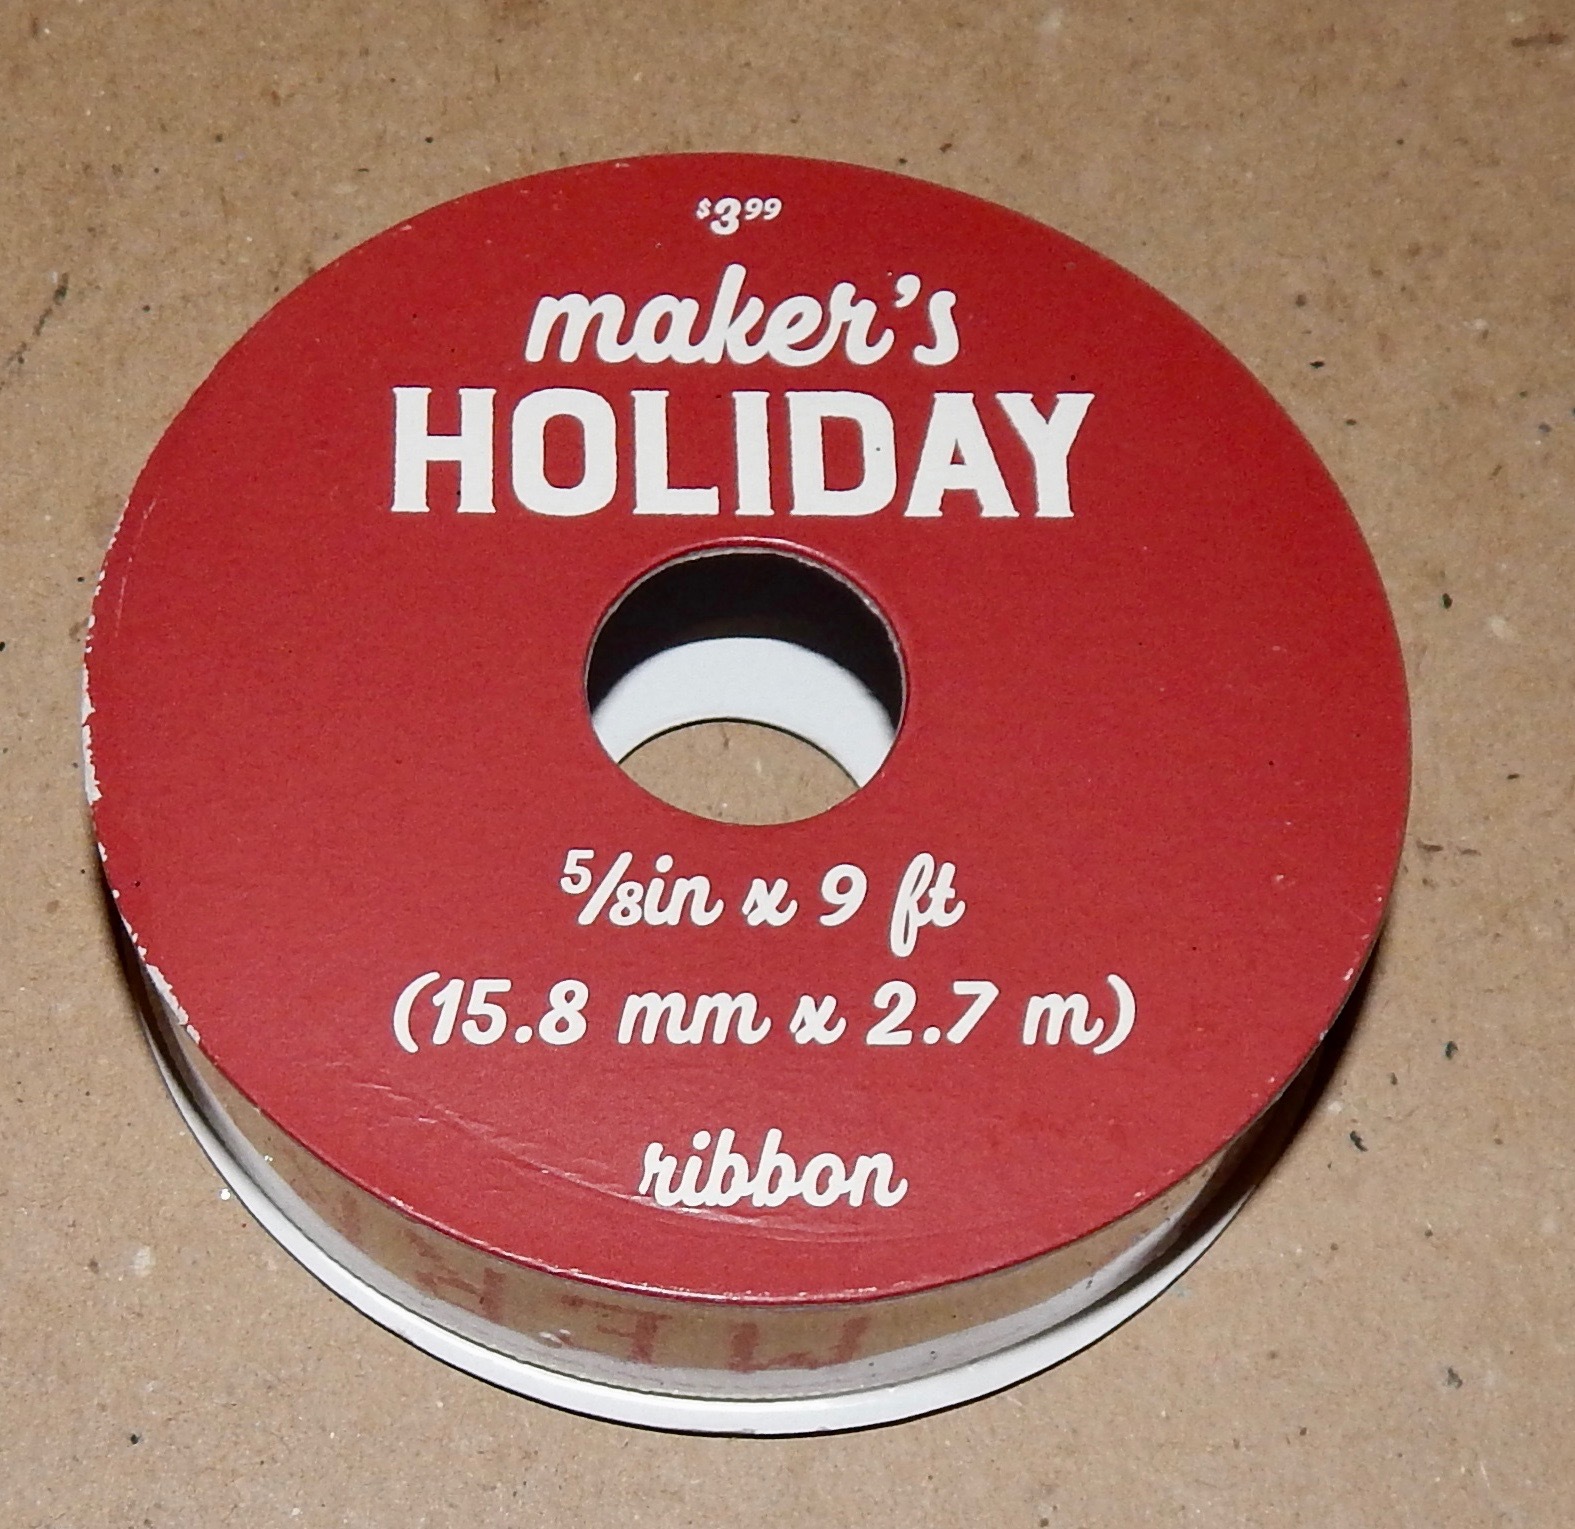 $3.99
maker's
HOLIDAY
5/8in x 9 ft
(15.8 mm x 2.7 m)
ribbon